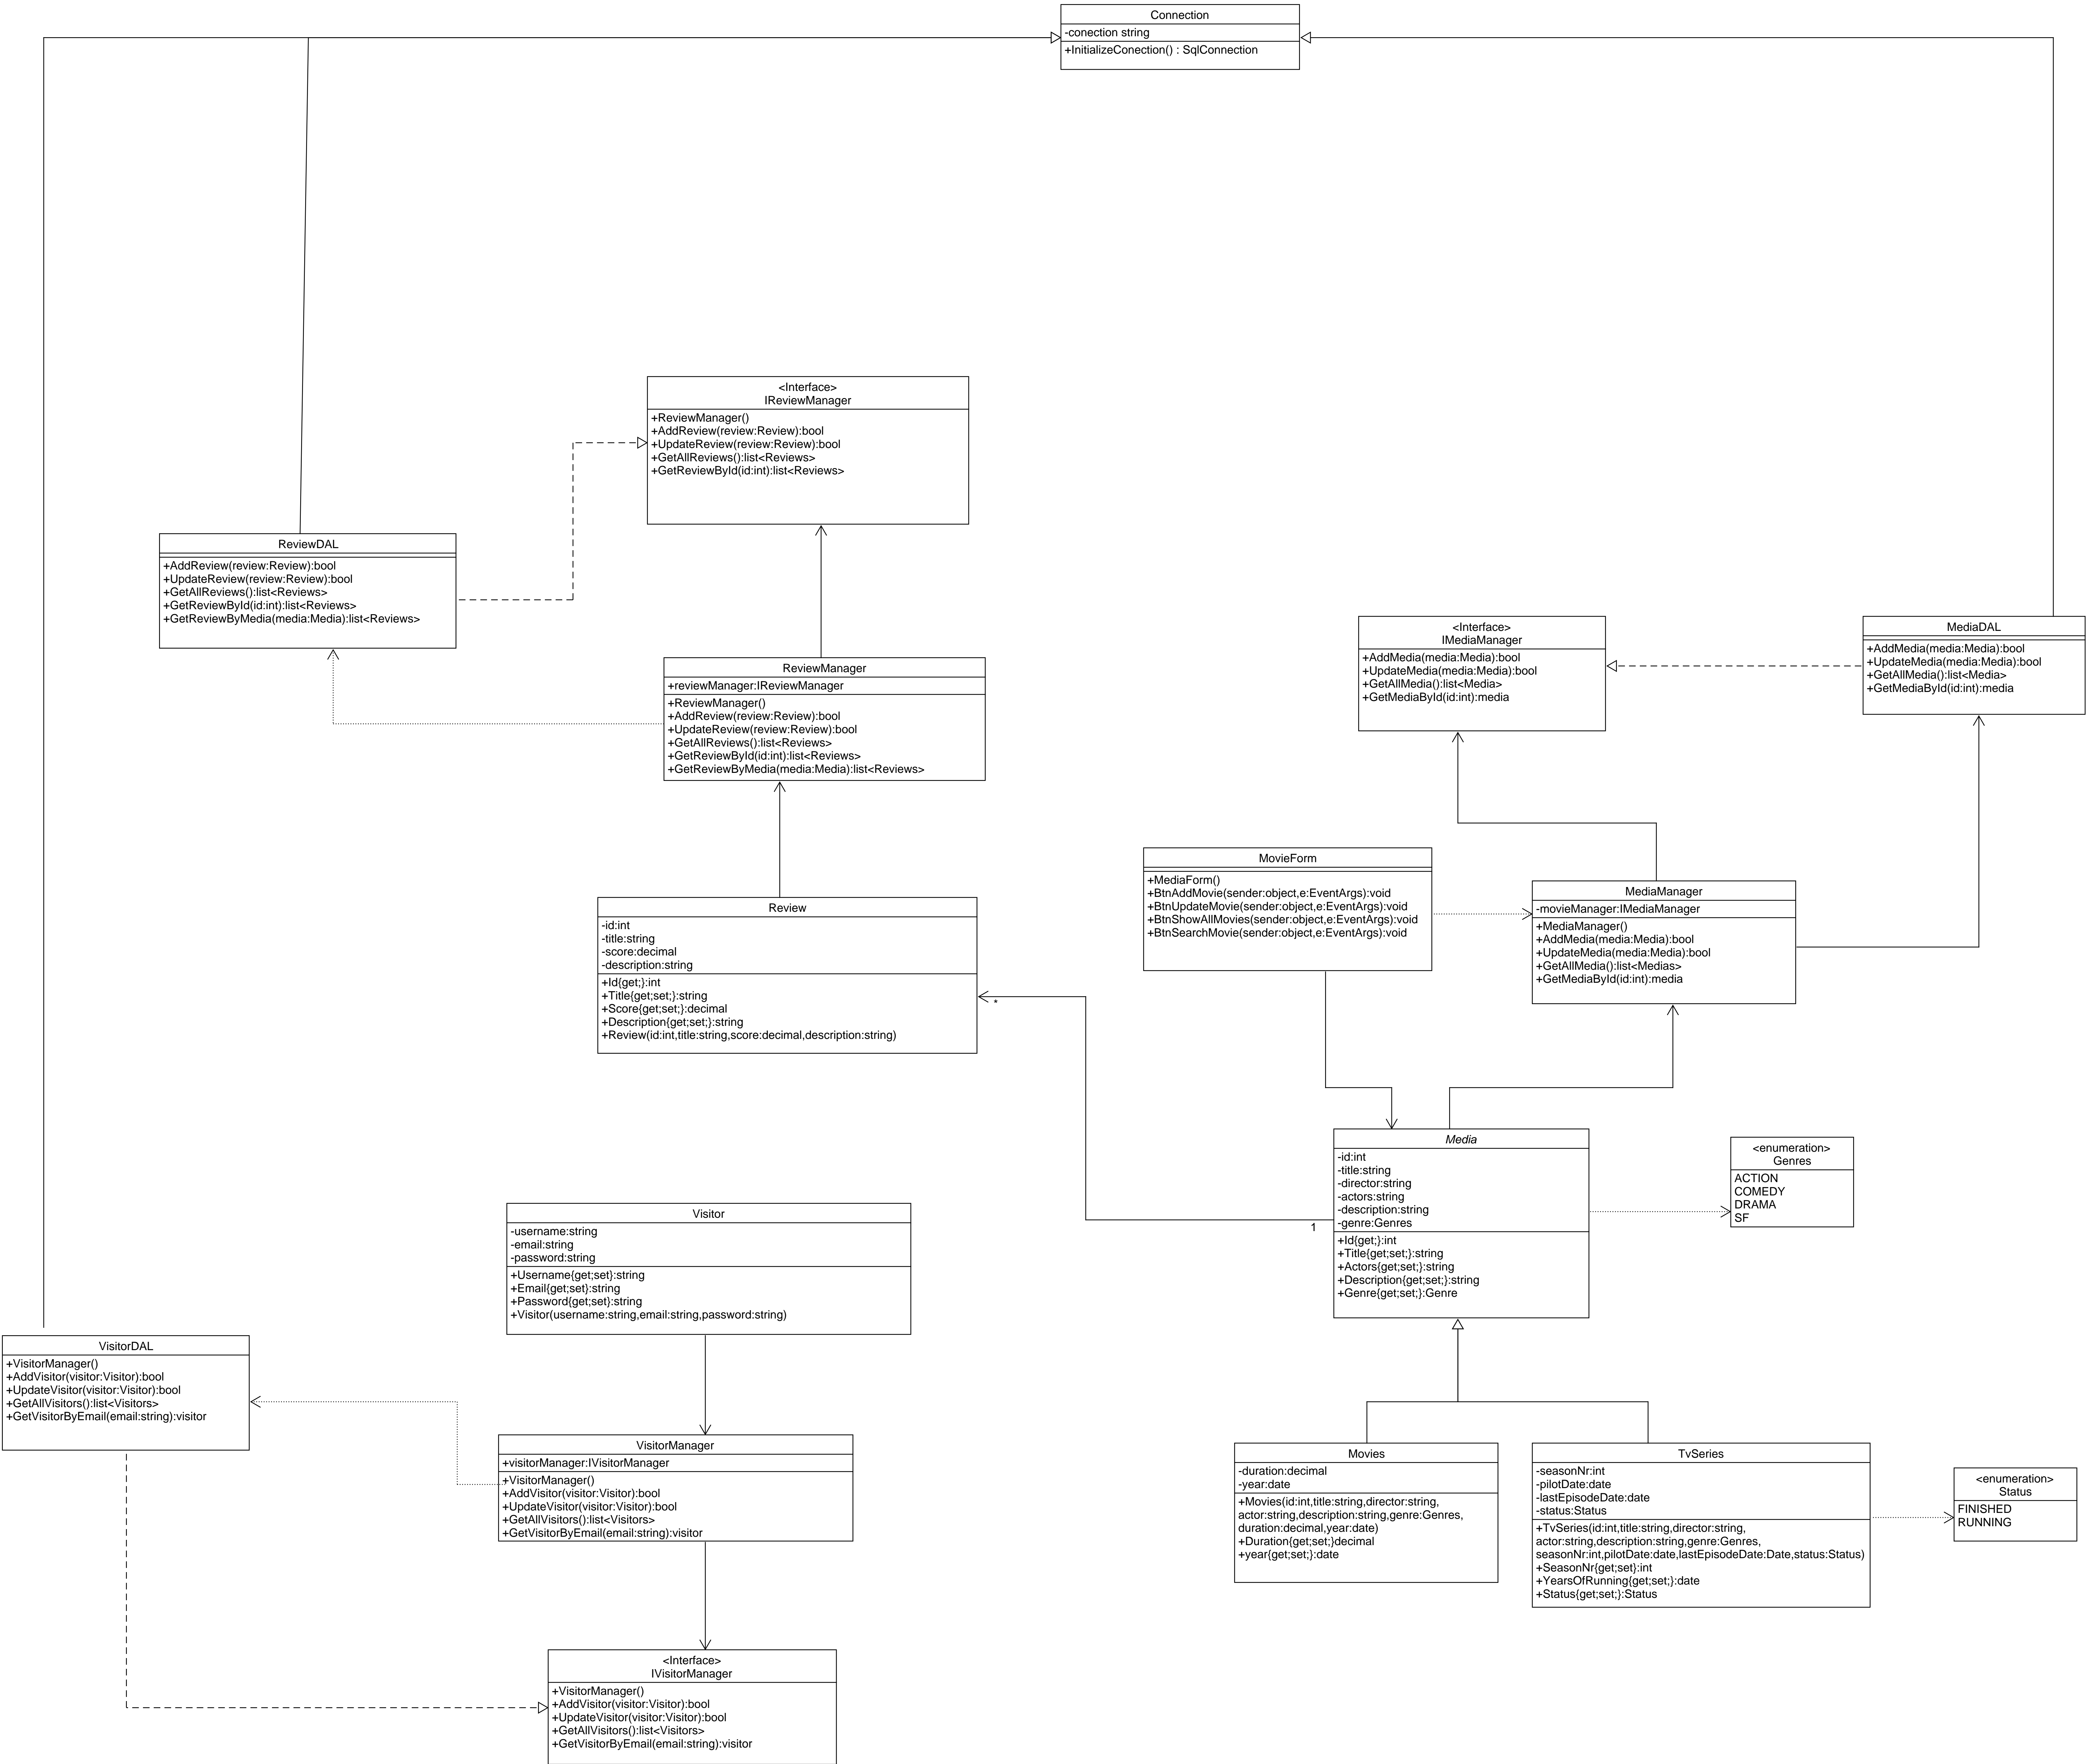 Connection
-conection string
+InitializeConection() : SqlConnection
<Interface>
IReviewManager
+ReviewManager()
+AddReview(review:Review):bool
+UpdateReview(review:Review):bool
+GetAllReviews():list<Reviews>
+GetReviewById(id:int):list<Reviews>
ReviewDAL
+AddReview(review:Review):bool
+UpdateReview(review:Review):bool
+GetAllReviews():list<Reviews>
+GetReviewById(id:int):list<Reviews>
+GetReviewByMedia(media:Media):list<Reviews>
ReviewManager
+reviewManager:IReviewManager
+ReviewManager()
+AddReview(review:Review):bool
+UpdateReview(review:Review):bool
+GetAllReviews():list<Reviews>
+GetReviewById(id:int):list<Reviews>
+GetReviewByMedia(media:Media):list<Reviews>
<Interface>
IMediaManager
+AddMedia(media:Media):bool
+UpdateMedia(media:Media):bool
+GetAllMedia():list<Media>
+GetMediaById(id:int):media
MediaDAL
+AddMedia(media:Media):bool
+UpdateMedia(media:Media):bool
+GetAllMedia():list<Media>
+GetMediaById(id:int):media
MovieForm
+MediaForm()
+BtnAddMovie(sender:object,e:EventArgs):void
+BtnUpdateMovie(sender:object,e:EventArgs):void
+BtnShowAllMovies(sender:object,e:EventArgs):void
+BtnSearchMovie(sender:object,e:EventArgs):void
MediaManager
-movieManager:IMediaManager
+MediaManager()
+AddMedia(media:Media):bool
+UpdateMedia(media:Media):bool
+GetAllMedia():list<Medias>
+GetMediaById(id:int):media
Review
-id:int
-title:string
-score:decimal
-description:string
+Id{get;}:int
+Title{get;set;}:string
+Score{get;set;}:decimal
+Description{get;set;}:string
+Review(id:int,title:string,score:decimal,description:string)
*
1
Media
-id:int
-title:string
-director:string
-actors:string
-description:string
-genre:Genres
+Id{get;}:int
+Title{get;set;}:string
+Actors{get;set;}:string
+Description{get;set;}:string
+Genre{get;set;}:Genre
<enumeration>
Genres
ACTION
COMEDY
DRAMA
SF
Visitor
-username:string
-email:string
-password:string
+Username{get;set}:string
+Email{get;set}:string
+Password{get;set}:string
+Visitor(username:string,email:string,password:string)
VisitorDAL
+VisitorManager()
+AddVisitor(visitor:Visitor):bool
+UpdateVisitor(visitor:Visitor):bool
+GetAllVisitors():list<Visitors>
+GetVisitorByEmail(email:string):visitor
VisitorManager
+visitorManager:IVisitorManager
+VisitorManager()
+AddVisitor(visitor:Visitor):bool
+UpdateVisitor(visitor:Visitor):bool
+GetAllVisitors():list<Visitors>
+GetVisitorByEmail(email:string):visitor
Movies
-duration:decimal
-year:date
+Movies(id:int,title:string,director:string,
actor:string,description:string,genre:Genres,
duration:decimal,year:date)
+Duration{get;set;}decimal
+year{get;set;}:date
TvSeries
-seasonNr:int
-pilotDate:date
-lastEpisodeDate:date
-status:Status
+TvSeries(id:int,title:string,director:string,
actor:string,description:string,genre:Genres,
seasonNr:int,pilotDate:date,lastEpisodeDate:Date,status:Status)
+SeasonNr{get;set}:int
+YearsOfRunning{get;set;}:date
+Status{get;set;}:Status
<enumeration>
Status
FINISHED
RUNNING
<Interface>
IVisitorManager
+VisitorManager()
+AddVisitor(visitor:Visitor):bool
+UpdateVisitor(visitor:Visitor):bool
+GetAllVisitors():list<Visitors>
+GetVisitorByEmail(email:string):visitor